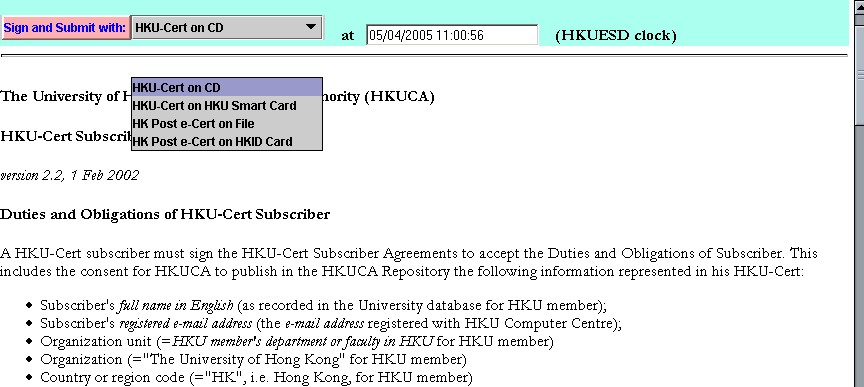 Sign and Submit with: HKU-Cert on CD at 05/04/2005 11:00:56 (HKUESD clock)
HKU-Cert on CD
The University of H ority (HKUCA)
HKU-Cert on HKU Smart Card
HK Post e-Cert on File
HKU-Cert Subscri
HK Post e-Cert on HKID Card
version 2.2, 1 Feb 2002
Duties and Obligations of HKU-Cert Subscriber
A HKU-Cert subscriber must sign the HKU-Cert Subscriber Agreements to accept the Duties and Obligations of Subscriber. This
includes the consent for HKUCA to publish in the HKUCA Repository the following information represented in his HKU-Cert:
• Subscriber's full name in English (as recorded in the University database for HKU member);
• Subscriber's registered e-mail address (the e-mail address registered with HKU Computer Centre);
• Organization unit (=HKU member's department or faculty in HKU for HKU member)
• Organization (="The University of Hong Kong" for HKU member)
• Country or region code (="HK", i.e. Hong Kong, for HKU member)